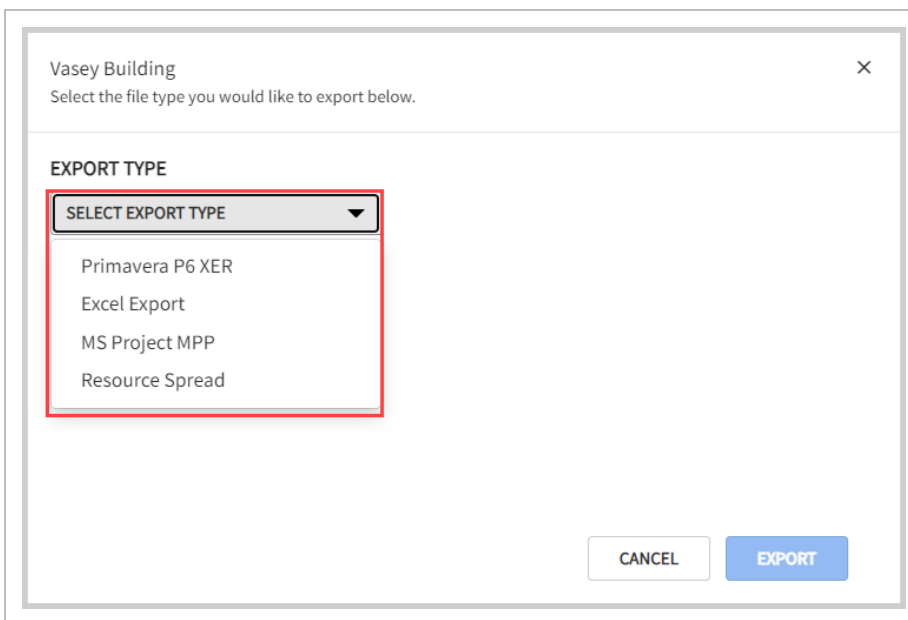 Vasey Building
Select the file type you would like to export below.
EXPORT TYPE
SELECT EXPORT TYPE
Primavera P6 XER
Excel Export
MS Project MPP
Resource Spread
CANCEL
EXPORT